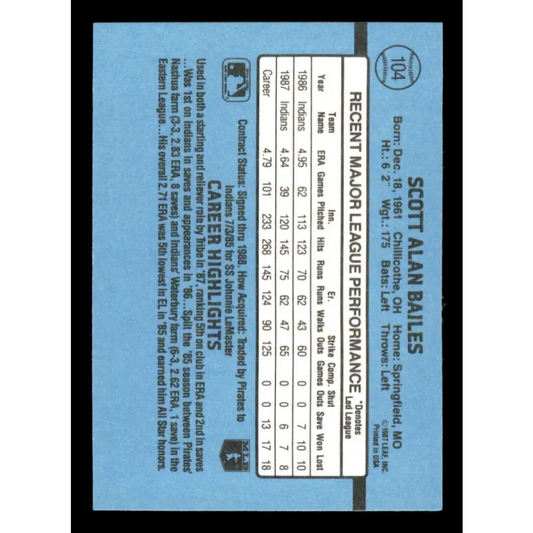 104
SCOTT ALAN BAILES
Born: Dec. 18, 1961 Chillicothe, OH Home: Springfield, MO
Ht.: 6' 2" Wgt.: 175 Bats: Left Throws: Left
©1987 LEAF, INC.
Printed in USA
RECENT MAJOR LEAGUE PERFORMANCE
*Denotes
Led League
Team Inn. Er. Strike Comp. Shut
Year Name ERA Games Pitched Hits Runs Runs Walks Outs Games Outs Save Won Lost
1986 Indians 4.95 62 113 123 70 62 43 60 0 0 7 10 10
1987 Indians 4.64 39 120 145 75 62 47 65 0 0 6 7 8
Career 4.79 101 233 268 145 124 90 125 0 0 13 17 18
Contract Status: Signed thru 1988. How Acquired: Traded by Pirates to
Indians 7/3/85 for SS Johnnie LeMaster
MLB
CAREER HIGHLIGHTS
Used in both a starting and reliever role by Tribe in '87, ranking 5th on club in ERA and 2nd in saves
...Was 1st on Indians in saves and appearances in '86...Split the '85 season between Pirates'
Nashua farm (3-3, 2.83 ERA, 8 saves) and Indians' Waterbury farm (6-3, 2.62 ERA, 1 save) in the
Eastern League...His overall 2.71 ERA was 5th lowest in EL in '85 and earned him All Star honors.